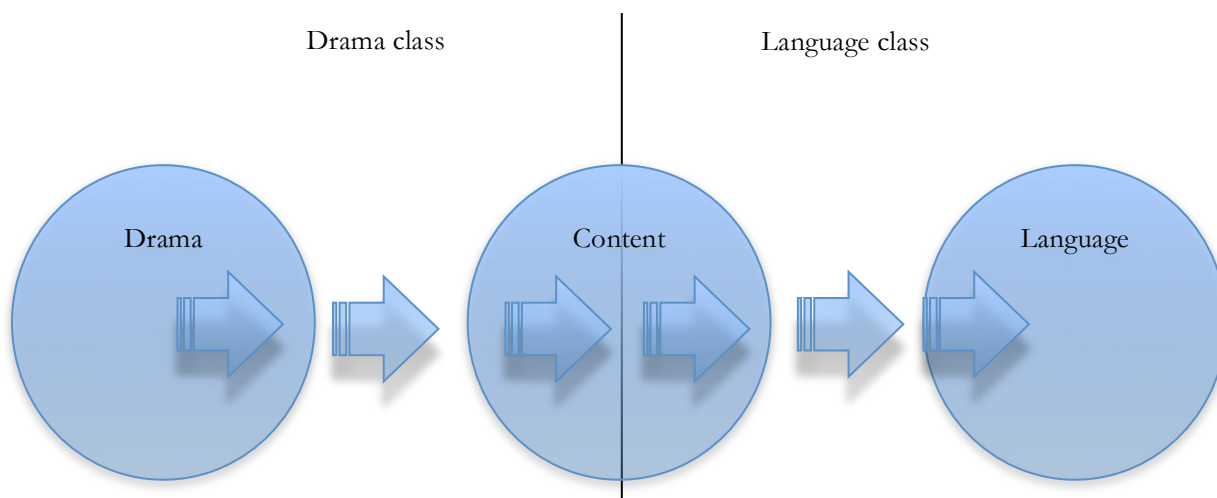 Drama class
Language class
Drama
Content
Language